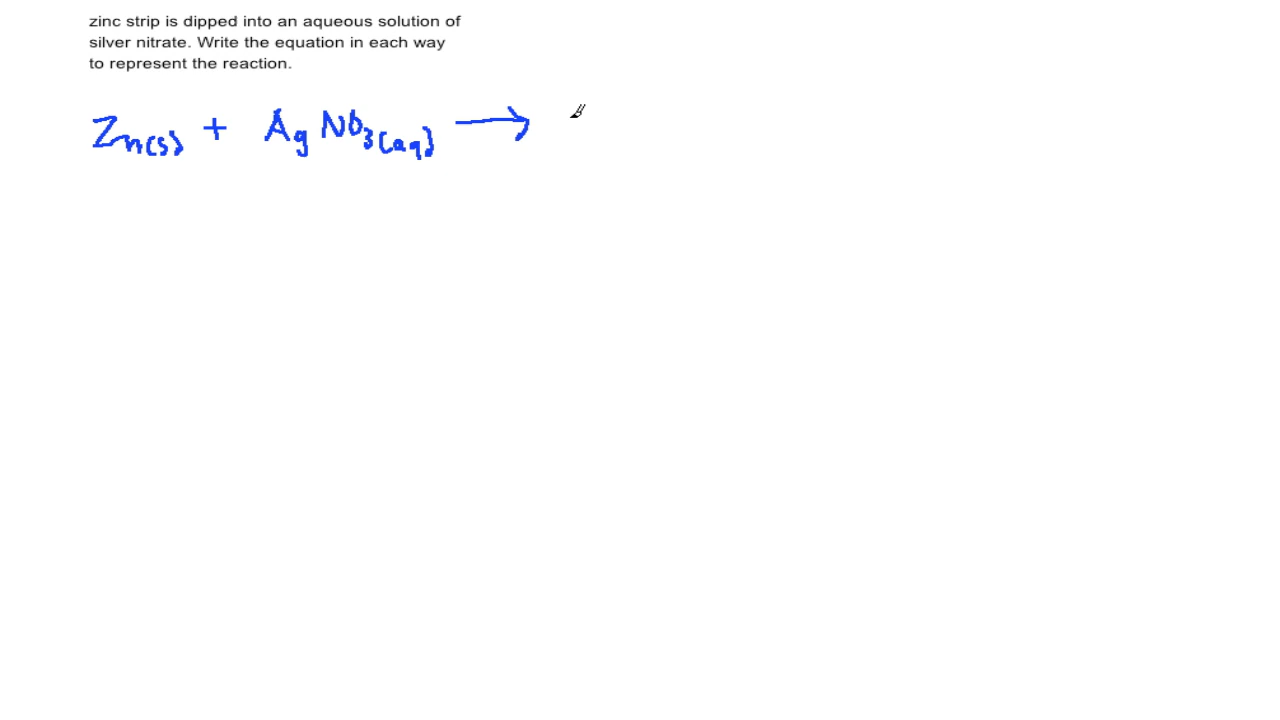 zinc strip is dipped into an aqueous solution of
silver nitrate. Write the equation in each way
to represent the reaction.
Zn(s) + AgNO3(aq) →